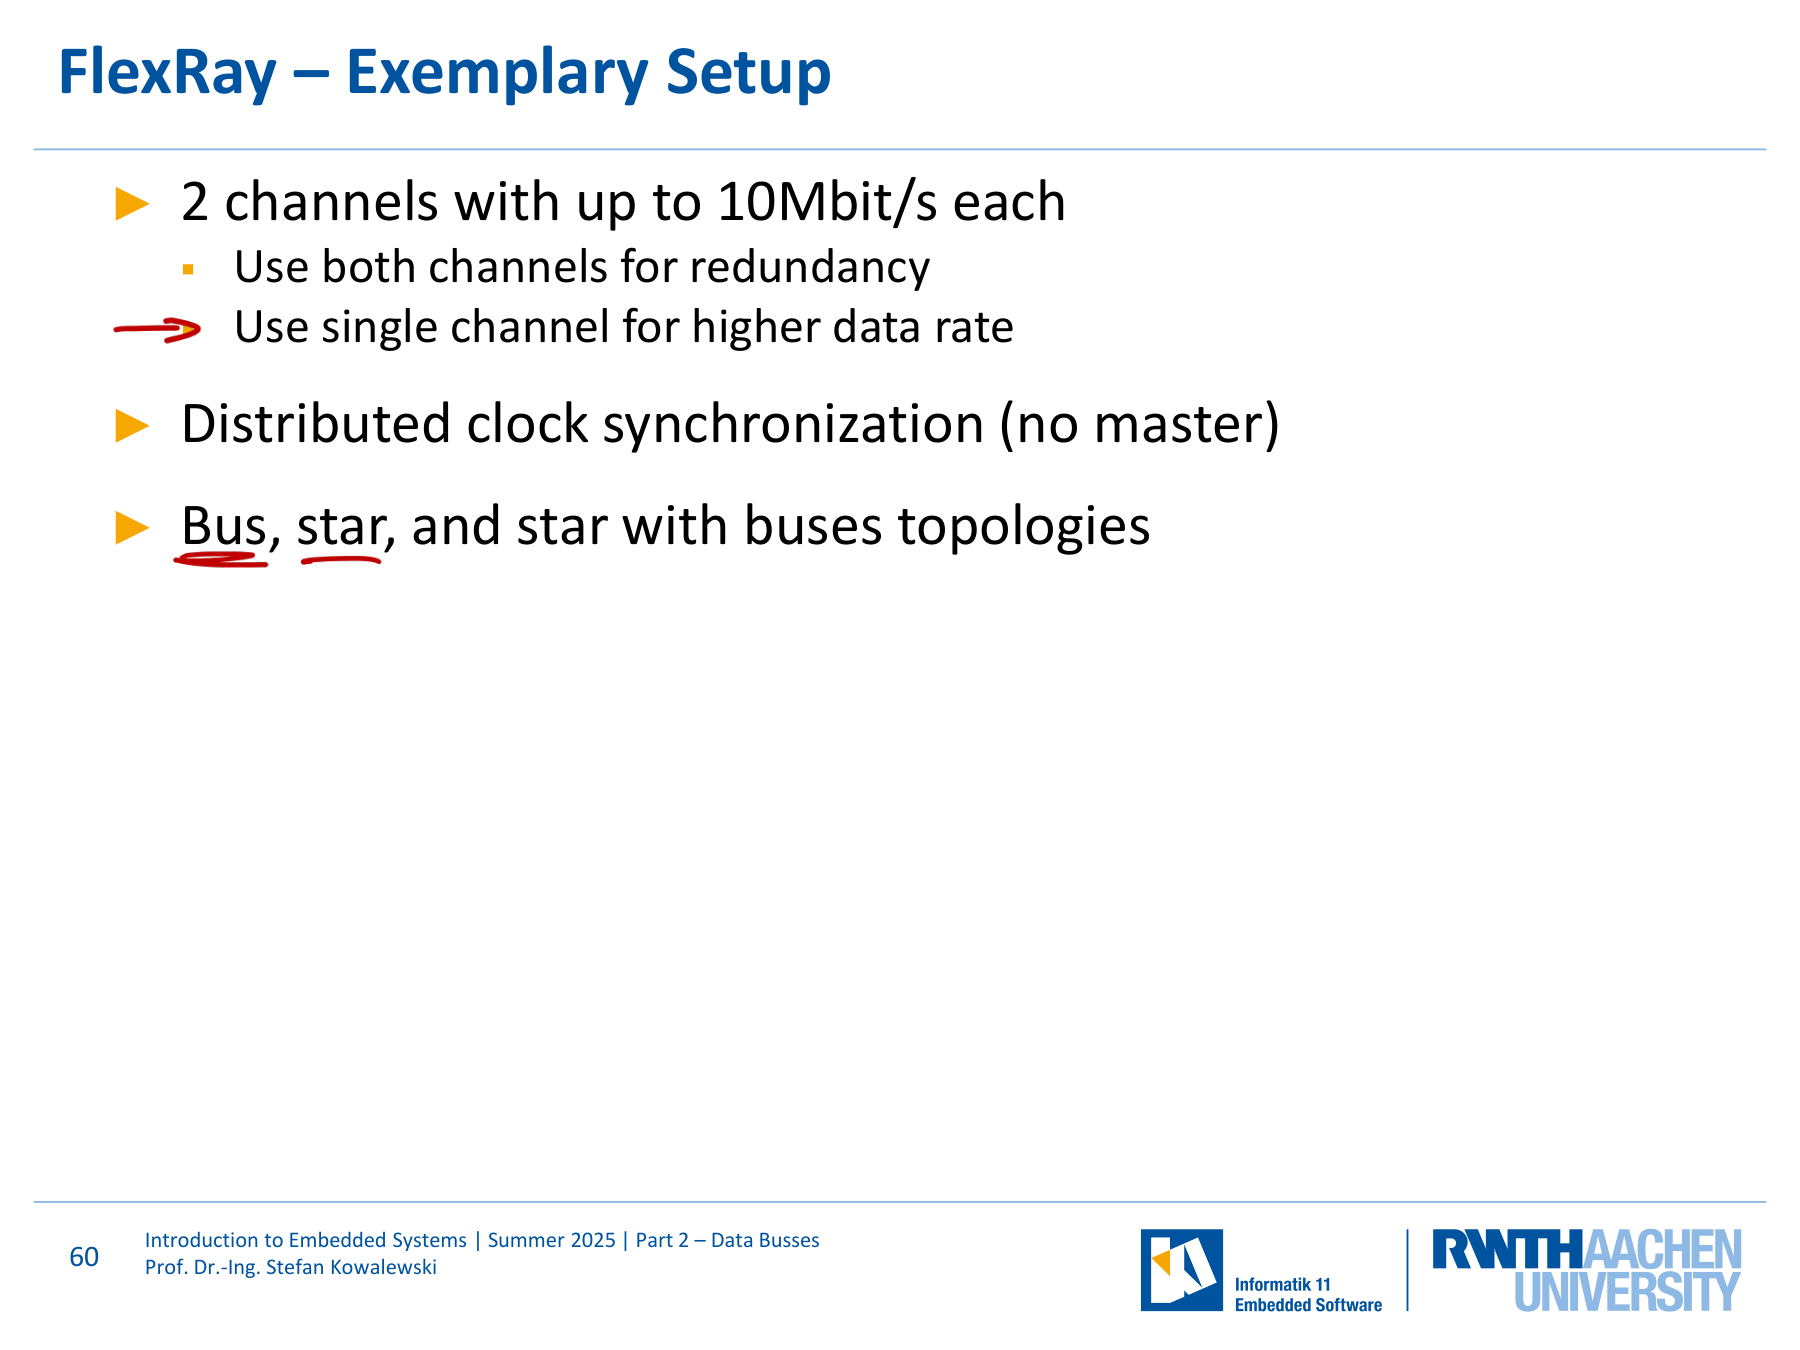 FlexRay – Exemplary Setup
► 2 channels with up to 10Mbit/s each
▪ Use both channels for redundancy
Use single channel for higher data rate
► Distributed clock synchronization (no master)
► Bus, star, and star with buses topologies
60
Introduction to Embedded Systems | Summer 2025 | Part 2 – Data Busses
Prof. Dr.-Ing. Stefan Kowalewski
Informatik 11
Embedded Software
RWTHAACHEN
UNIVERSITY